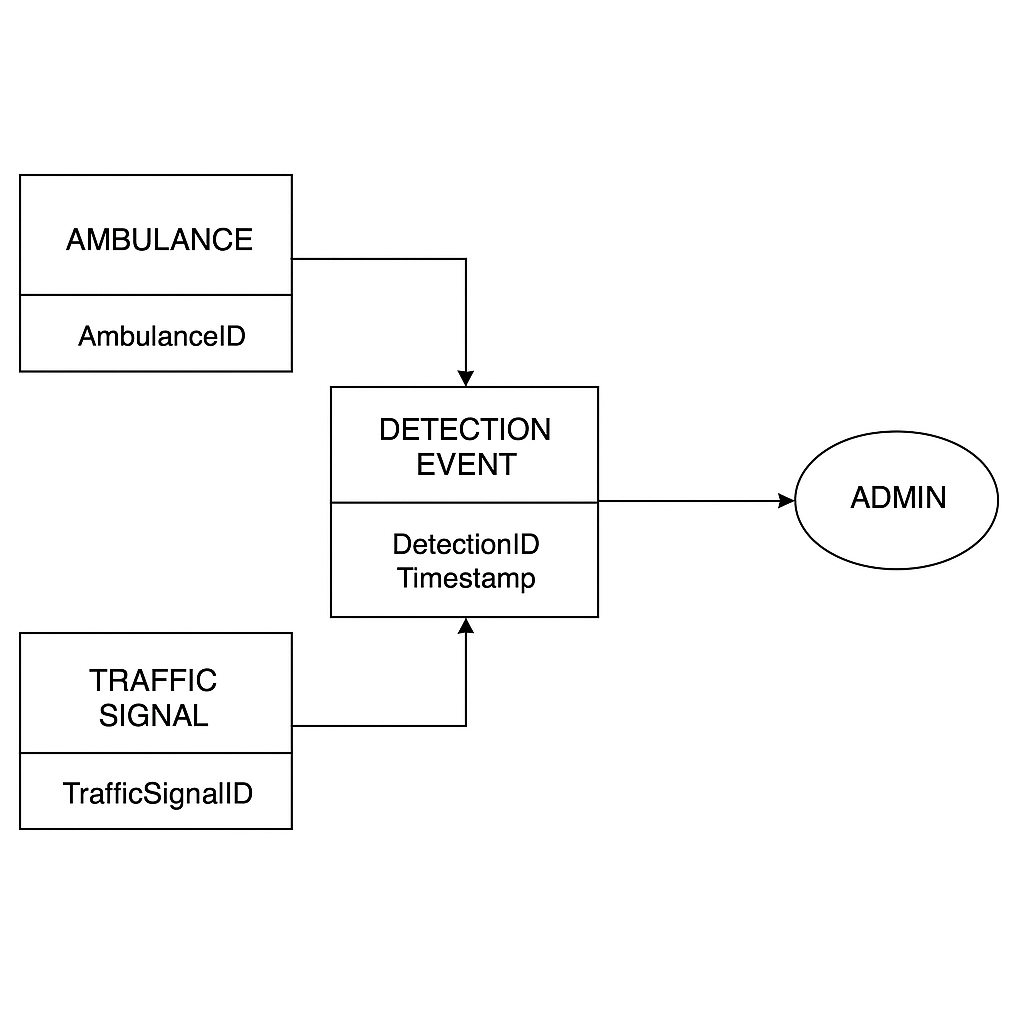 AMBULANCE
AmbulanceID
DETECTION
EVENT
DetectionID
Timestamp
ADMIN
TRAFFIC
SIGNAL
TrafficSignalID